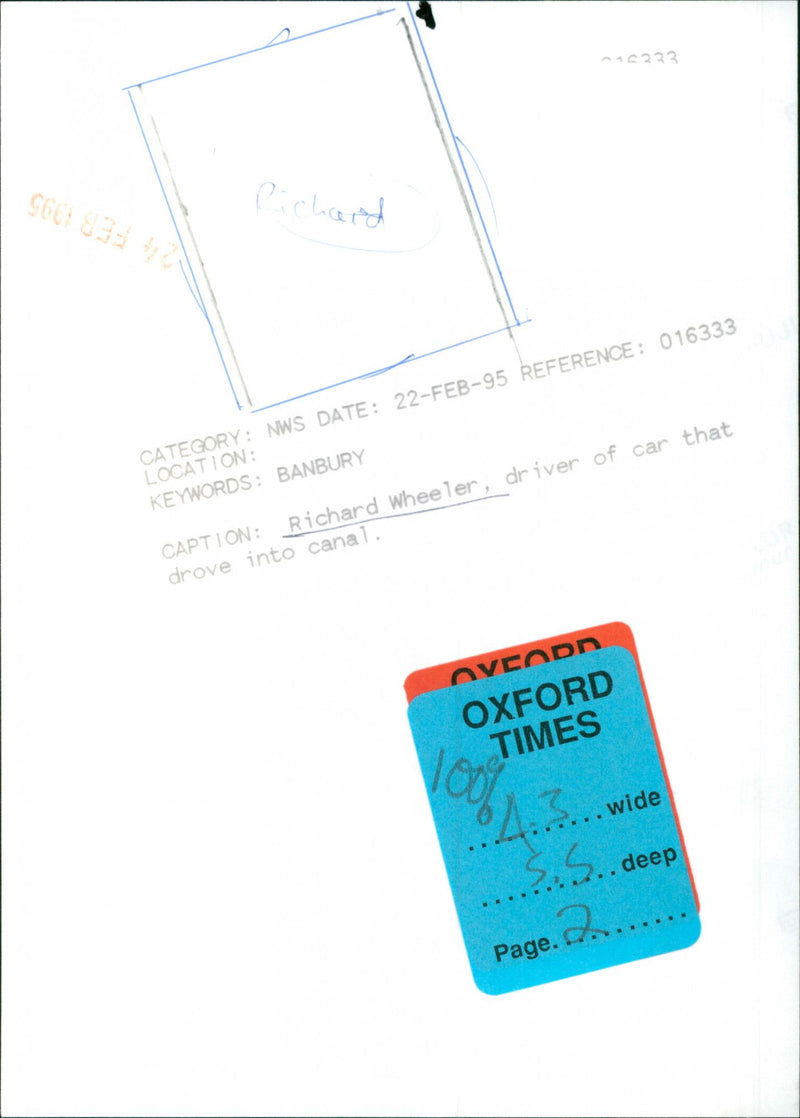 016333
Richard
24 FEB 1995
CATEGORY: NWS DATE: 22-FEB-95 REFERENCE: 016333
LOCATION:
KEYWORDS: BANBURY
CAPTION: Richard Wheeler, driver of car that
drove into canal.
OXFORD
OXFORD
TIMES
100%
4.3 wide
5.5 deep
Page. 2